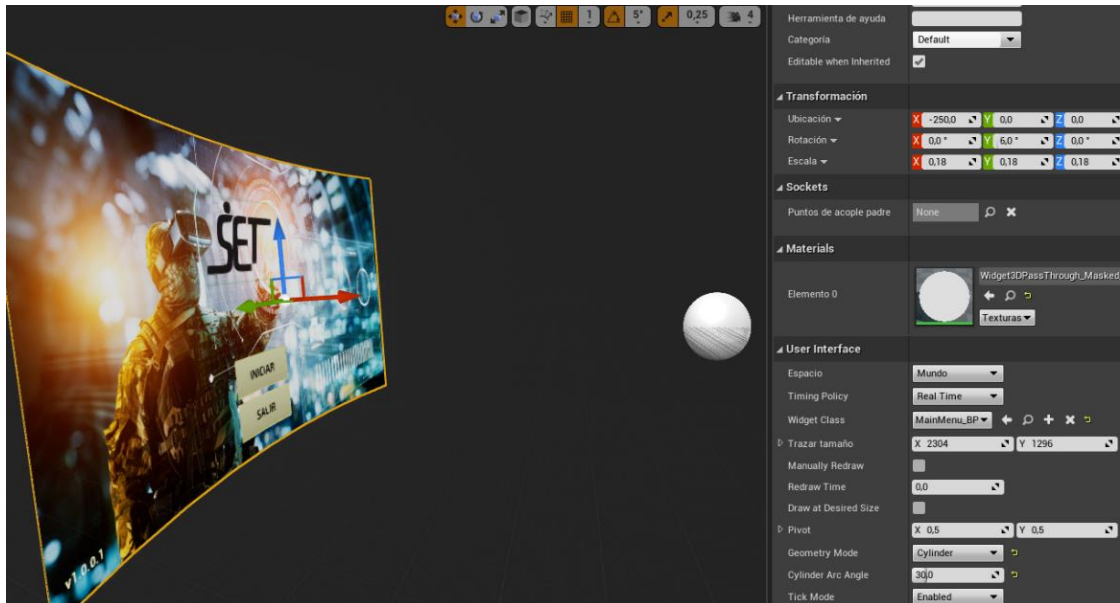 1
5°
0,25
4
Herramienta de ayuda
Categoría Default
Editable when Inherited
Transformación
Ubicación X -250,0 Y 0,0 Z 0,0
Rotación X 0,0 ° Y 6,0 ° Z 0,0 °
Escala X 0,18 Y 0,18 Z 0,18
Sockets
Puntos de acople padre None
Materials
Widget3DPassThrough_Masked
Elemento 0
Texturas
User Interface
Espacio Mundo
Timing Policy Real Time
Widget Class MainMenu_BP
Trazar tamaño X 2304 Y 1296
Manually Redraw
Redraw Time 0,0
Draw at Desired Size
Pivot X 0,5 Y 0,5
Geometry Mode Cylinder
Cylinder Arc Angle 30,0
Tick Mode Enabled
SET
INICIAR
SALIR
v1.0.0.1